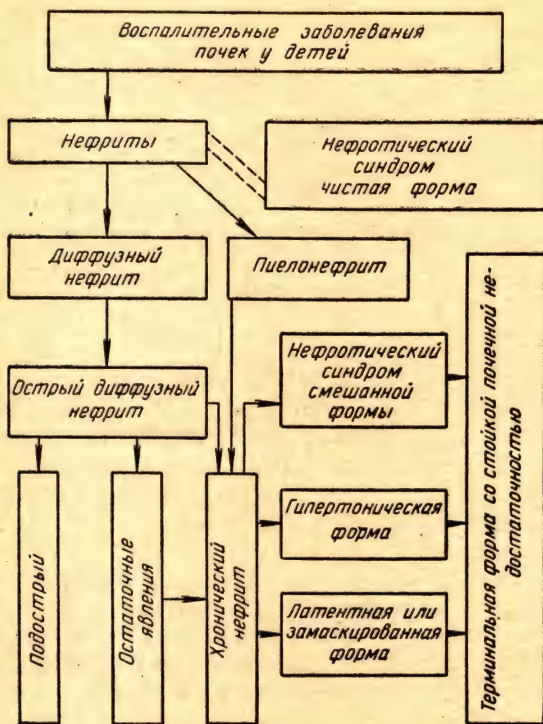 Воспалительные заболевания
почек у детей
Нефриты
Нефротический
синдром
чистая форма
Диффузный
нефрит
Пиелонефрит
Острый диффузный
нефрит
Нефротический
синдром
смешанной
формы
Гипертоническая
форма
Латентная или
замаскированная
форма
Подострый
Остаточные
явления
Хронический
нефрит
Терминальная форма со стойкой почечной не-
достаточностью